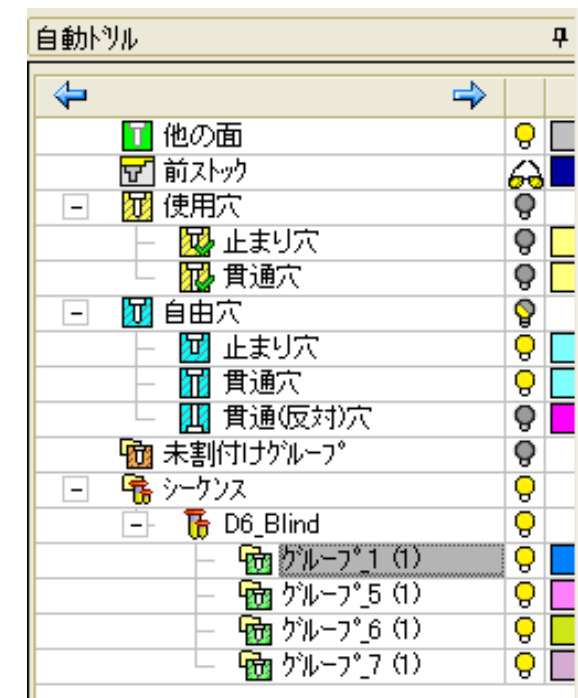 自動ﾄﾞﾘﾙ
他の面
前ｽﾄｯｸ
使用穴
止まり穴
貫通穴
自由穴
止まり穴
貫通穴
貫通(反対)穴
未割付けｸﾞﾙｰﾌﾟ
ｼｰｹﾝｽ
D6_Blind
ｸﾞﾙｰﾌﾟ_1 (1)
ｸﾞﾙｰﾌﾟ_5 (1)
ｸﾞﾙｰﾌﾟ_6 (1)
ｸﾞﾙｰﾌﾟ_7 (1)